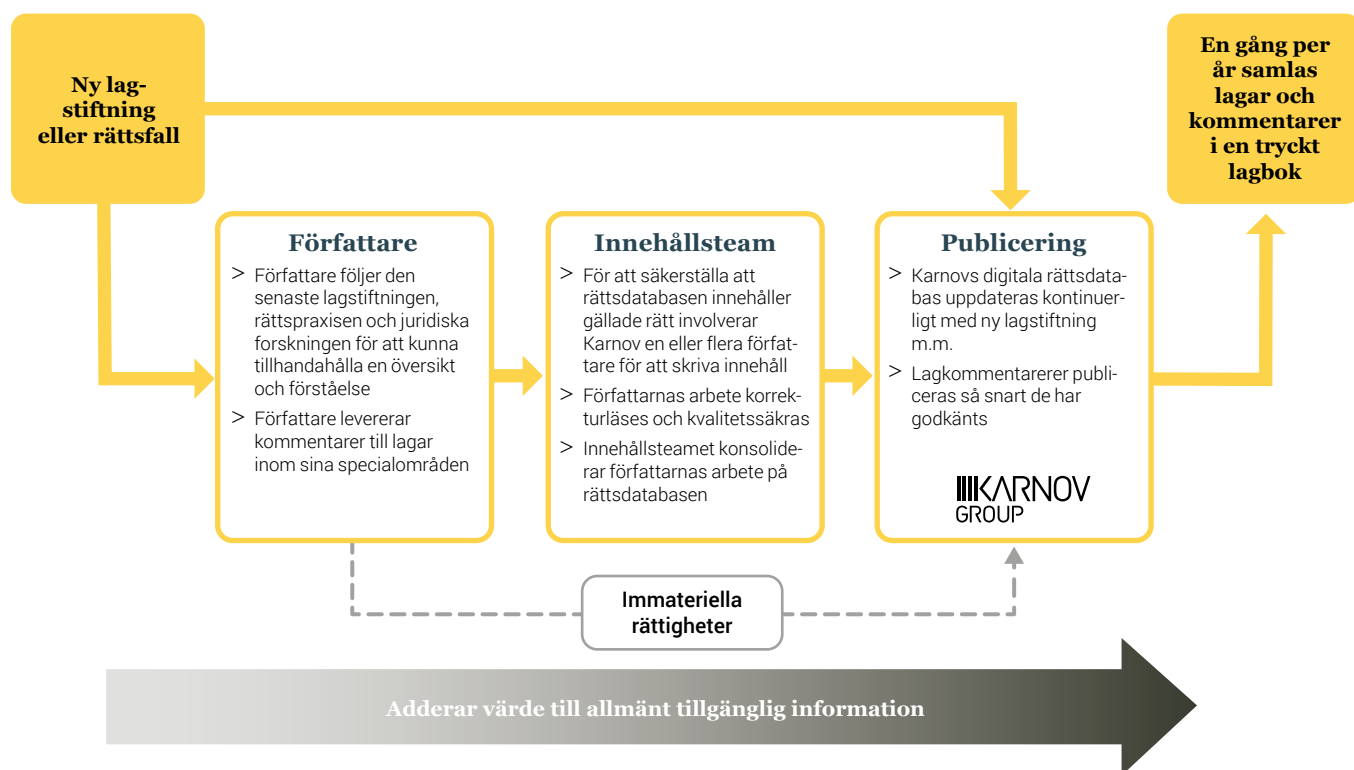 Ny lag-
stiftning
eller rättsfall
En gång per
år samlas
lagar och
kommentarer
i en tryckt
lagbok
Författare
> Författare följer den
senaste lagstiftningen,
rättspraxisen och juridiska
forskningen för att kunna
tillhandahålla en översikt
och förståelse
> Författare levererar
kommentarer till lagar
inom sina specialområden
Innehållsteam
> För att säkerställa att
rättsdatabasen innehåller
gällade rätt involverar
Karnov en eller flera förfat-
tare för att skriva innehåll
> Författarnas arbete korrek-
turläses och kvalitetssäkras
> Innehållsteamet konsolide-
rar författarnas arbete på
rättsdatabasen
Publicering
> Karnovs digitala rättsdata-
bas uppdateras kontinuer-
ligt med ny lagstiftning
m.m.
> Lagkommentarerer publi-
ceras så snart de har
godkänts
KARNOV
GROUP
Immateriella
rättigheter
Adderar värde till allmänt tillgänglig information